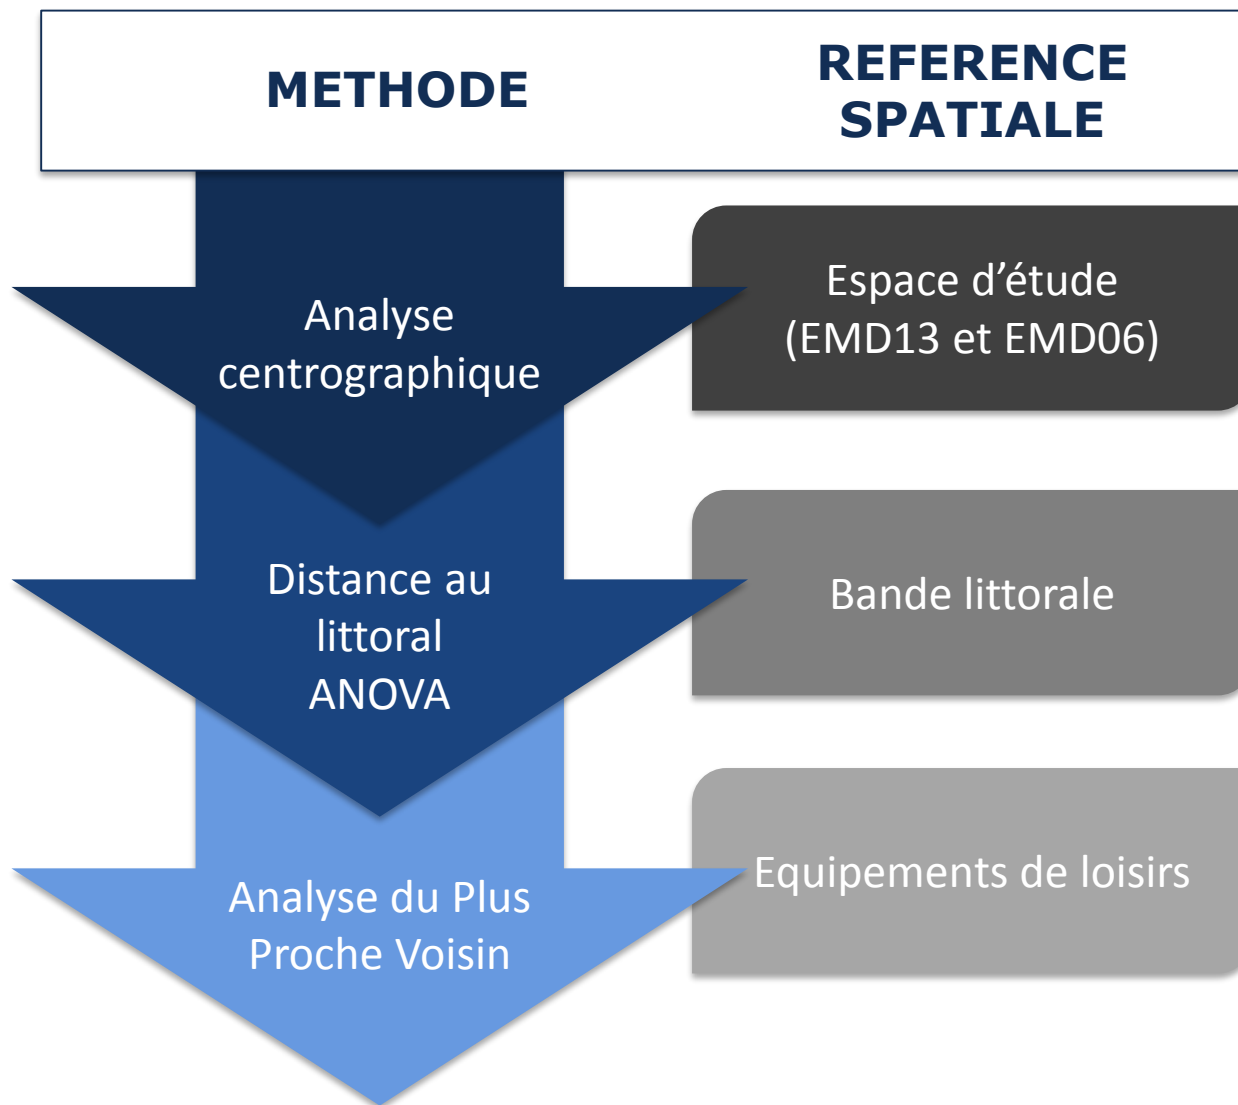 METHODE
REFERENCE
SPATIALE
Analyse
centrographique
Espace d’étude
(EMD13 et EMD06)
Distance au
littoral
ANOVA
Bande littorale
Analyse du Plus
Proche Voisin
Equipements de loisirs